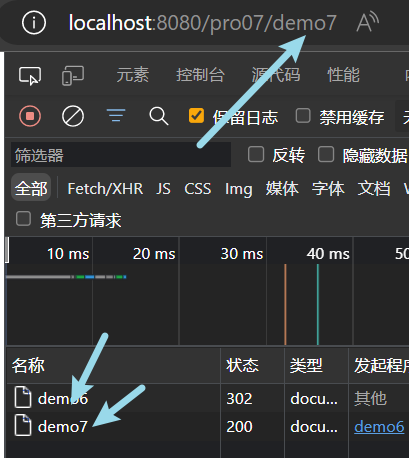 localhost:8080/pro07/demo7
元素 控制台 源代码 性能
保留日志 禁用缓存
筛选器 反转 隐藏数据
全部 Fetch/XHR JS CSS Img 媒体 字体 文档
第三方请求
10 ms 20 ms 30 ms 40 ms 50
名称 状态 类型 发起程序
demo6 302 docu... 其他
demo7 200 docu... demo6